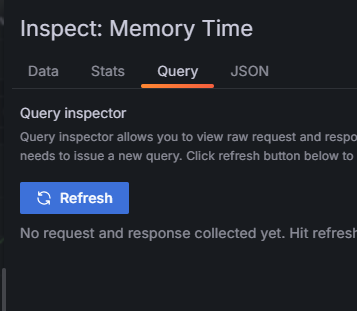 Inspect: Memory Time
Data Stats Query JSON
Query inspector
Query inspector allows you to view raw request and respo
needs to issue a new query. Click refresh button below to
Refresh
No request and response collected yet. Hit refresh